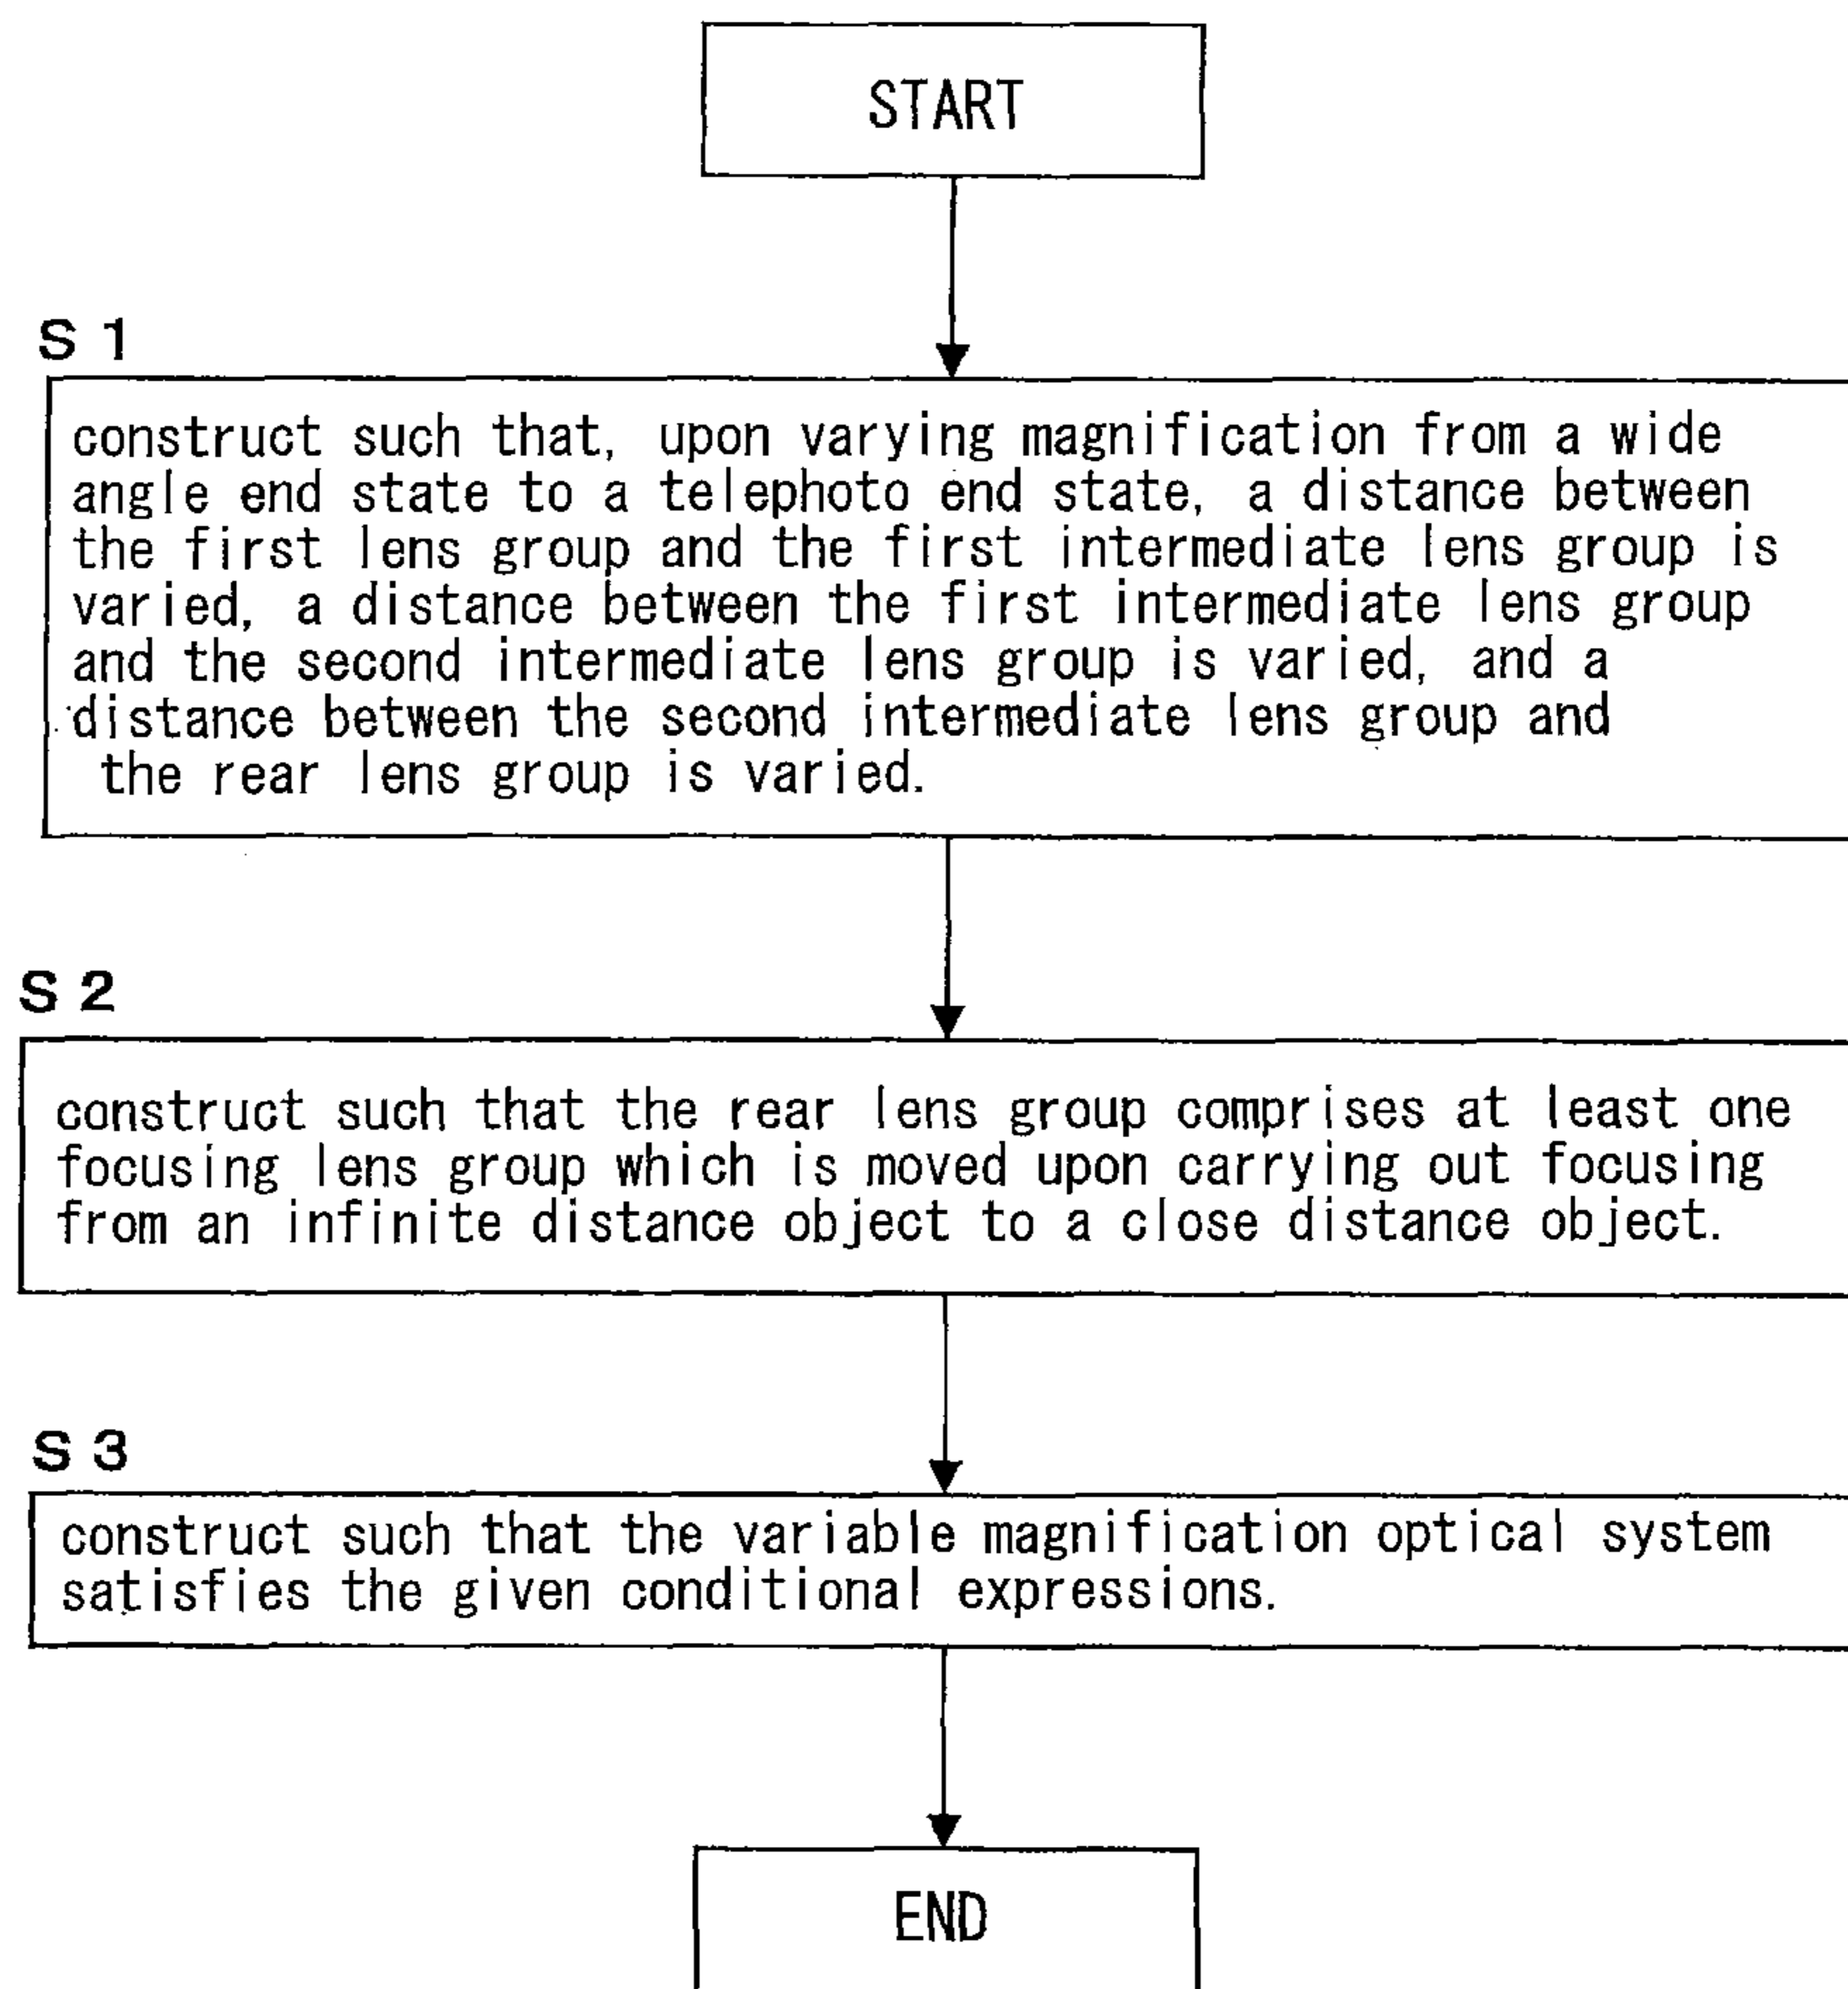 START
S 1
construct such that, upon varying magnification from a wide
angle end state to a telephoto end state, a distance between
the first lens group and the first intermediate lens group is
varied, a distance between the first intermediate lens group
and the second intermediate lens group is varied, and a
distance between the second intermediate lens group and
the rear lens group is varied.
S 2
construct such that the rear lens group comprises at least one
focusing lens group which is moved upon carrying out focusing
from an infinite distance object to a close distance object.
S 3
construct such that the variable magnification optical system
satisfies the given conditional expressions.
END